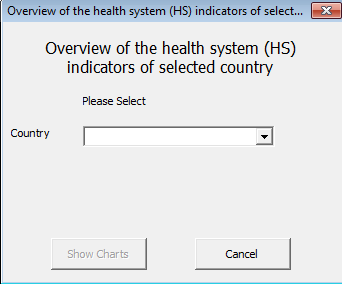 Overview of the health system (HS) indicators of select...
Overview of the health system (HS)
indicators of selected country
Please Select
Country
Show Charts
Cancel